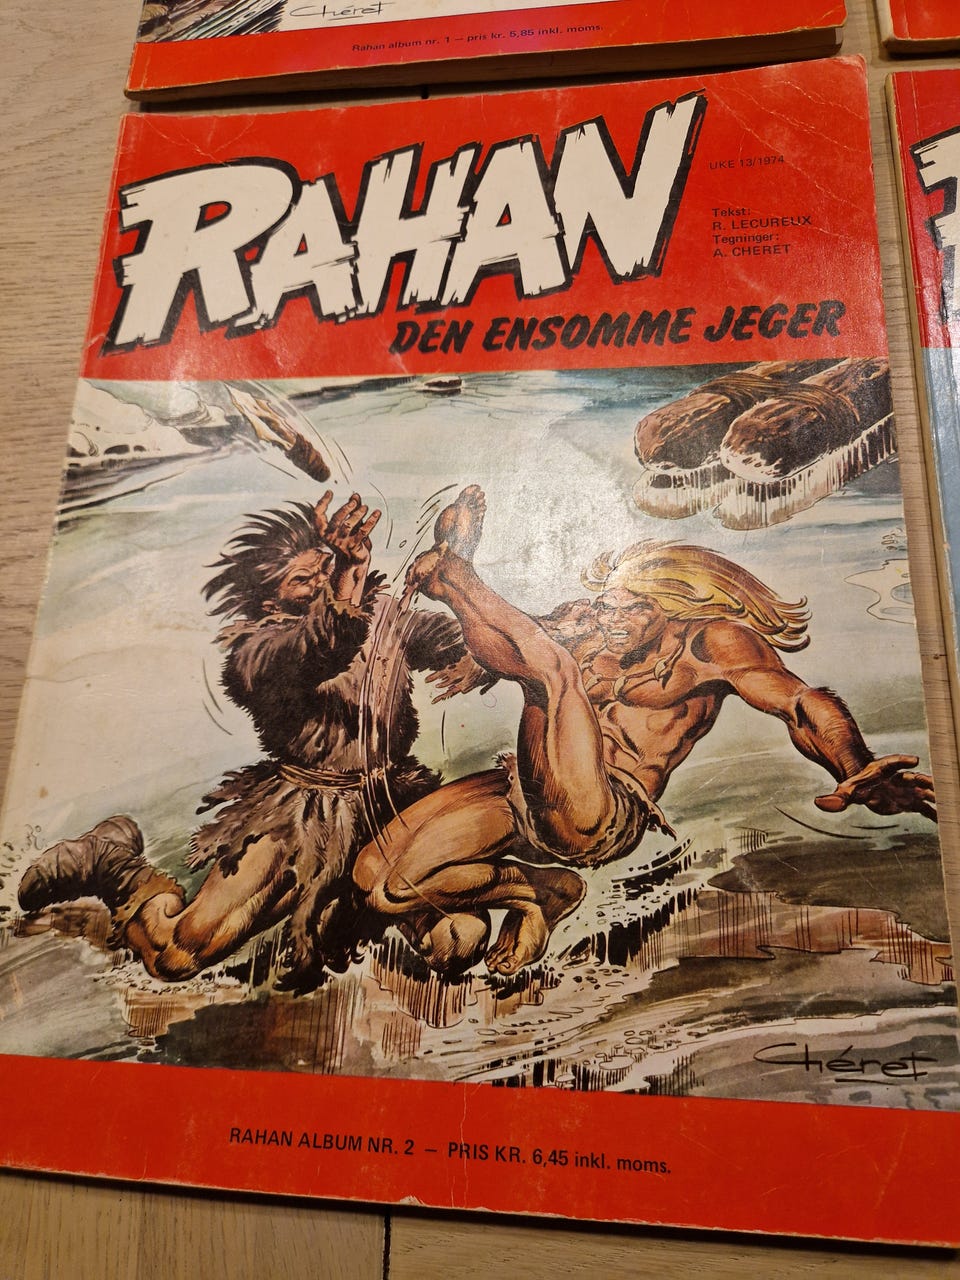 Chéret
Rahan album nr. 1 — pris kr. 5,85 inkl. moms.
RAHAN
UKE 13/1974
Tekst:
R. LECUREUX
Tegninger:
A. CHERET
DEN ENSOMME JEGER
Chéret
RAHAN ALBUM NR. 2 — PRIS KR. 6,45 inkl. moms.